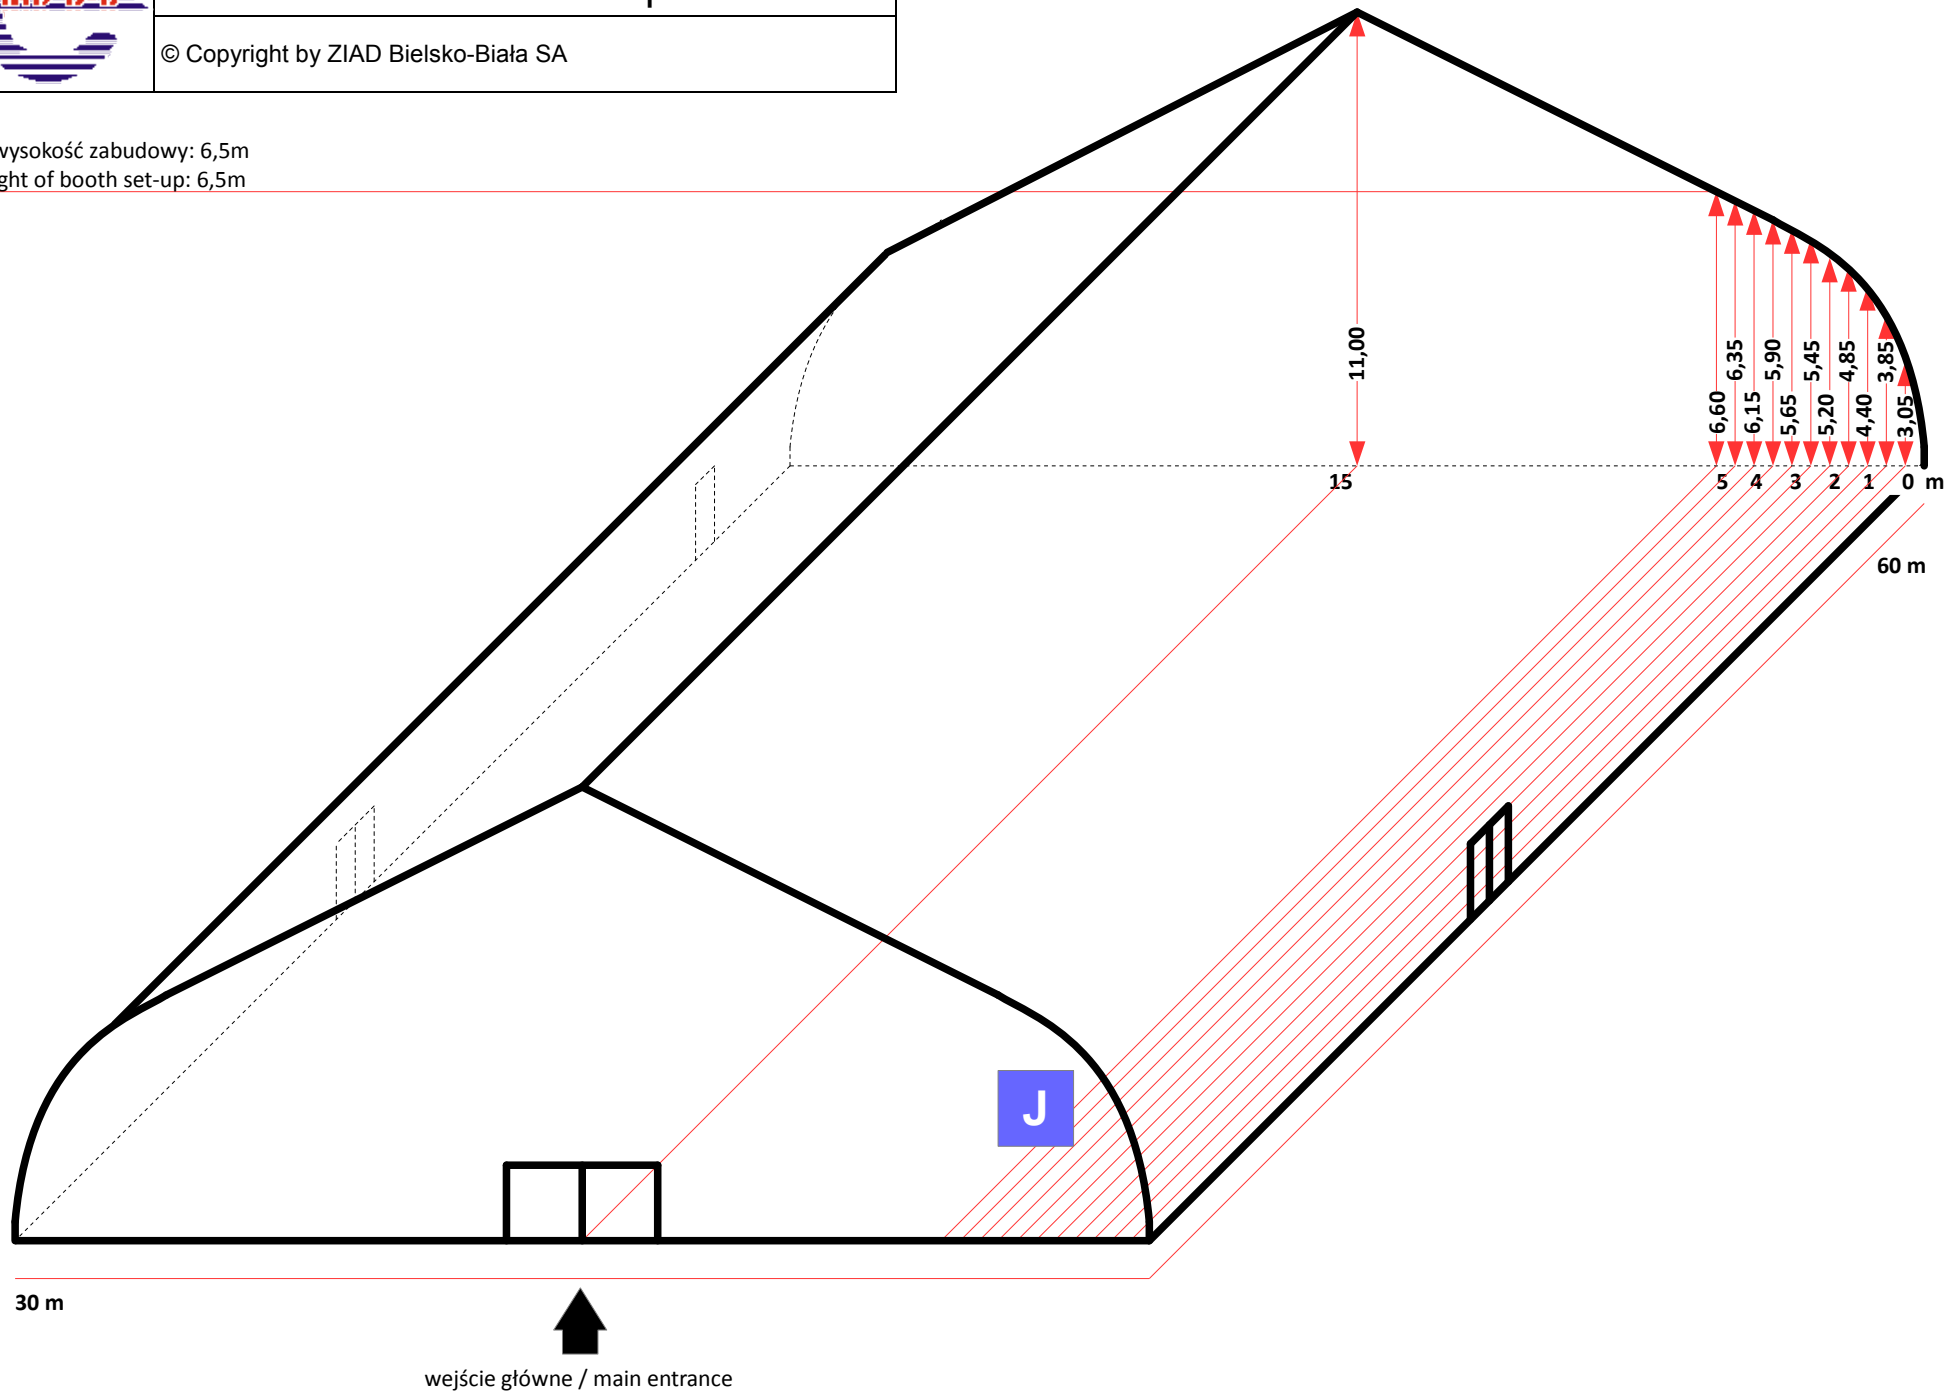 © Copyright by ZIAD Bielsko-Biała SA
wysokość zabudowy: 6,5m
ght of booth set-up: 6,5m
11,00
6,60
6,35
6,15
5,90
5,65
5,45
5,20
4,85
4,40
3,85
3,05
15
5 4 3 2 1 0 m
60 m
J
30 m
wejście główne / main entrance